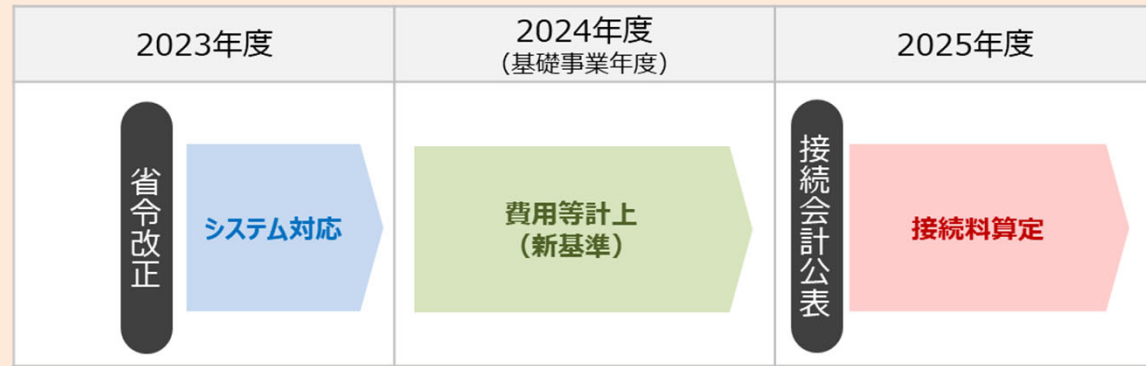 2023年度
2024年度
（基礎事業年度）
2025年度
省令改正
システム対応
費用等計上
（新基準）
接続会計公表
接続料算定